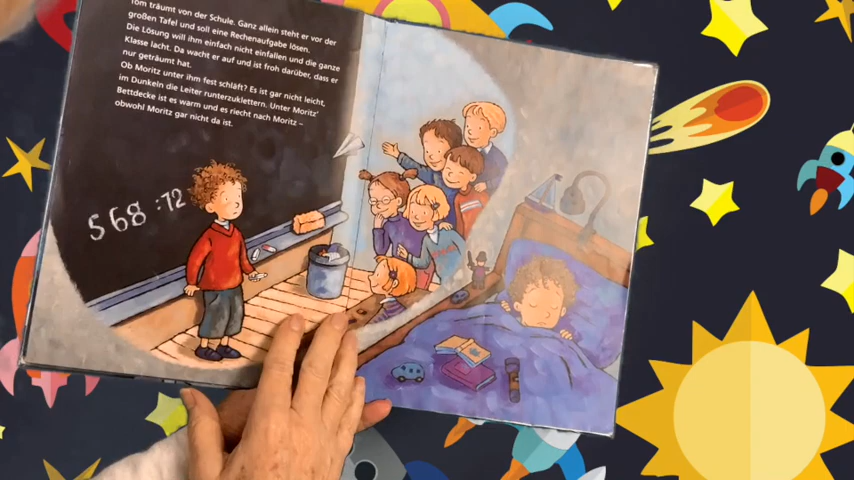 Tom träumt von der Schule. Ganz allein steht er vor der
großen Tafel und soll eine Rechenaufgabe lösen.
Die Lösung will ihm einfach nicht einfallen und die ganze
Klasse lacht. Da wacht er auf und ist froh darüber, dass er
nur geträumt hat.
Ob Moritz unter ihm fest schläft? Es ist gar nicht leicht,
im Dunkeln die Leiter runterzuklettern. Unter Moritz'
Bettdecke ist es warm und es riecht nach Moritz –
obwohl Moritz gar nicht da ist.
568 :12